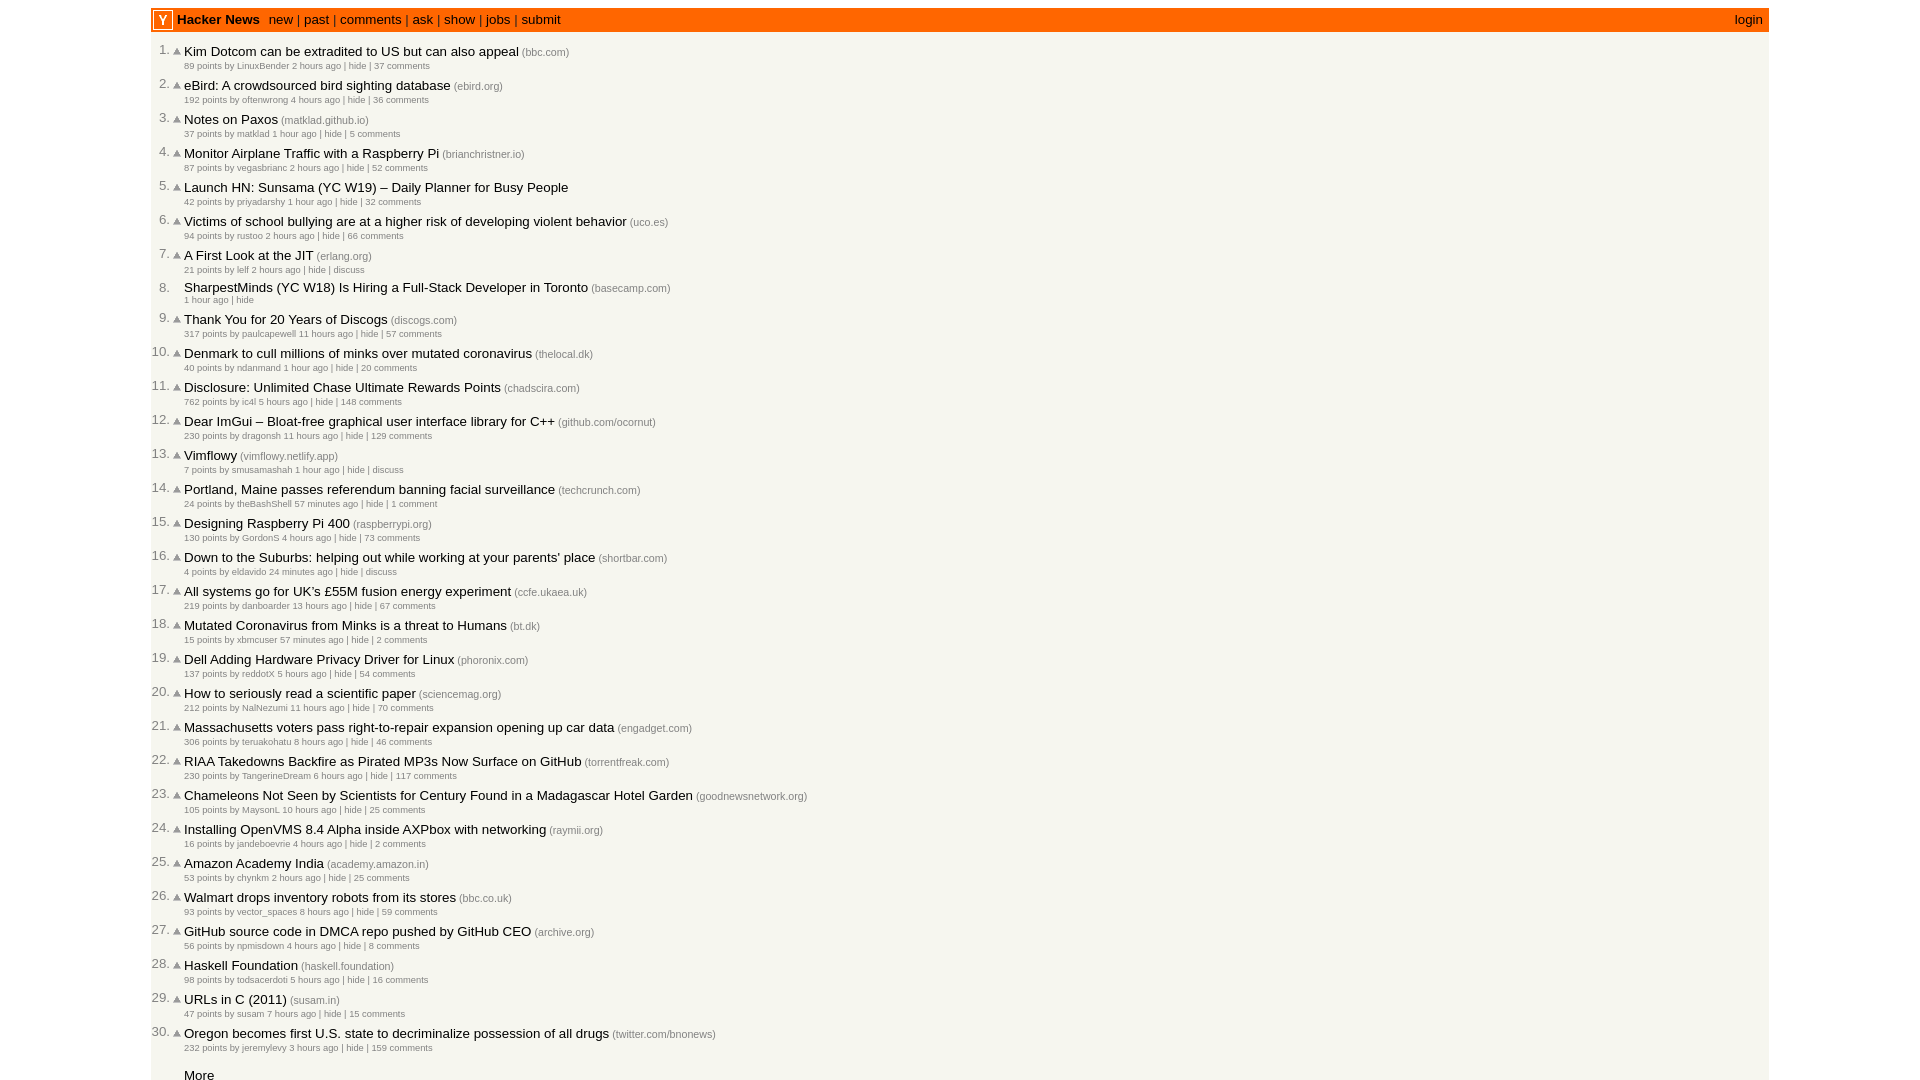 Y Hacker News new | past | comments | ask | show | jobs | submit login
1. Kim Dotcom can be extradited to US but can also appeal (bbc.com)
89 points by LinuxBender 2 hours ago | hide | 37 comments
2. eBird: A crowdsourced bird sighting database (ebird.org)
192 points by oftenwrong 4 hours ago | hide | 36 comments
3. Notes on Paxos (matklad.github.io)
37 points by matklad 1 hour ago | hide | 5 comments
4. Monitor Airplane Traffic with a Raspberry Pi (brianchristner.io)
87 points by vegasbrianc 2 hours ago | hide | 52 comments
5. Launch HN: Sunsama (YC W19) – Daily Planner for Busy People
42 points by priyadarshy 1 hour ago | hide | 32 comments
6. Victims of school bullying are at a higher risk of developing violent behavior (uco.es)
94 points by rustoo 2 hours ago | hide | 66 comments
7. A First Look at the JIT (erlang.org)
21 points by lelf 2 hours ago | hide | discuss
8. SharpestMinds (YC W18) Is Hiring a Full-Stack Developer in Toronto (basecamp.com)
1 hour ago | hide
9. Thank You for 20 Years of Discogs (discogs.com)
317 points by paulcapewell 11 hours ago | hide | 57 comments
10. Denmark to cull millions of minks over mutated coronavirus (thelocal.dk)
40 points by ndanmand 1 hour ago | hide | 20 comments
11. Disclosure: Unlimited Chase Ultimate Rewards Points (chadscira.com)
762 points by ic4l 5 hours ago | hide | 148 comments
12. Dear ImGui – Bloat-free graphical user interface library for C++ (github.com/ocornut)
230 points by dragonsh 11 hours ago | hide | 129 comments
13. Vimflowy (vimflowy.netlify.app)
7 points by smusamashah 1 hour ago | hide | discuss
14. Portland, Maine passes referendum banning facial surveillance (techcrunch.com)
24 points by theBashShell 57 minutes ago | hide | 1 comment
15. Designing Raspberry Pi 400 (raspberrypi.org)
130 points by GordonS 4 hours ago | hide | 73 comments
16. Down to the Suburbs: helping out while working at your parents' place (shortbar.com)
4 points by eldavido 24 minutes ago | hide | discuss
17. All systems go for UK’s £55M fusion energy experiment (ccfe.ukaea.uk)
219 points by danboarder 13 hours ago | hide | 67 comments
18. Mutated Coronavirus from Minks is a threat to Humans (bt.dk)
15 points by xbmcuser 57 minutes ago | hide | 2 comments
19. Dell Adding Hardware Privacy Driver for Linux (phoronix.com)
137 points by reddotX 5 hours ago | hide | 54 comments
20. How to seriously read a scientific paper (sciencemag.org)
212 points by NalNezumi 11 hours ago | hide | 70 comments
21. Massachusetts voters pass right-to-repair expansion opening up car data (engadget.com)
306 points by teruakohatu 8 hours ago | hide | 46 comments
22. RIAA Takedowns Backfire as Pirated MP3s Now Surface on GitHub (torrentfreak.com)
230 points by TangerineDream 6 hours ago | hide | 117 comments
23. Chameleons Not Seen by Scientists for Century Found in a Madagascar Hotel Garden (goodnewsnetwork.org)
105 points by MaysonL 10 hours ago | hide | 25 comments
24. Installing OpenVMS 8.4 Alpha inside AXPbox with networking (raymii.org)
16 points by jandeboevrie 4 hours ago | hide | 2 comments
25. Amazon Academy India (academy.amazon.in)
53 points by chynkm 2 hours ago | hide | 25 comments
26. Walmart drops inventory robots from its stores (bbc.co.uk)
93 points by vector_spaces 8 hours ago | hide | 59 comments
27. GitHub source code in DMCA repo pushed by GitHub CEO (archive.org)
56 points by npmisdown 4 hours ago | hide | 8 comments
28. Haskell Foundation (haskell.foundation)
98 points by todsacerdoti 5 hours ago | hide | 16 comments
29. URLs in C (2011) (susam.in)
47 points by susam 7 hours ago | hide | 15 comments
30. Oregon becomes first U.S. state to decriminalize possession of all drugs (twitter.com/bnonews)
232 points by jeremylevy 3 hours ago | hide | 159 comments
More